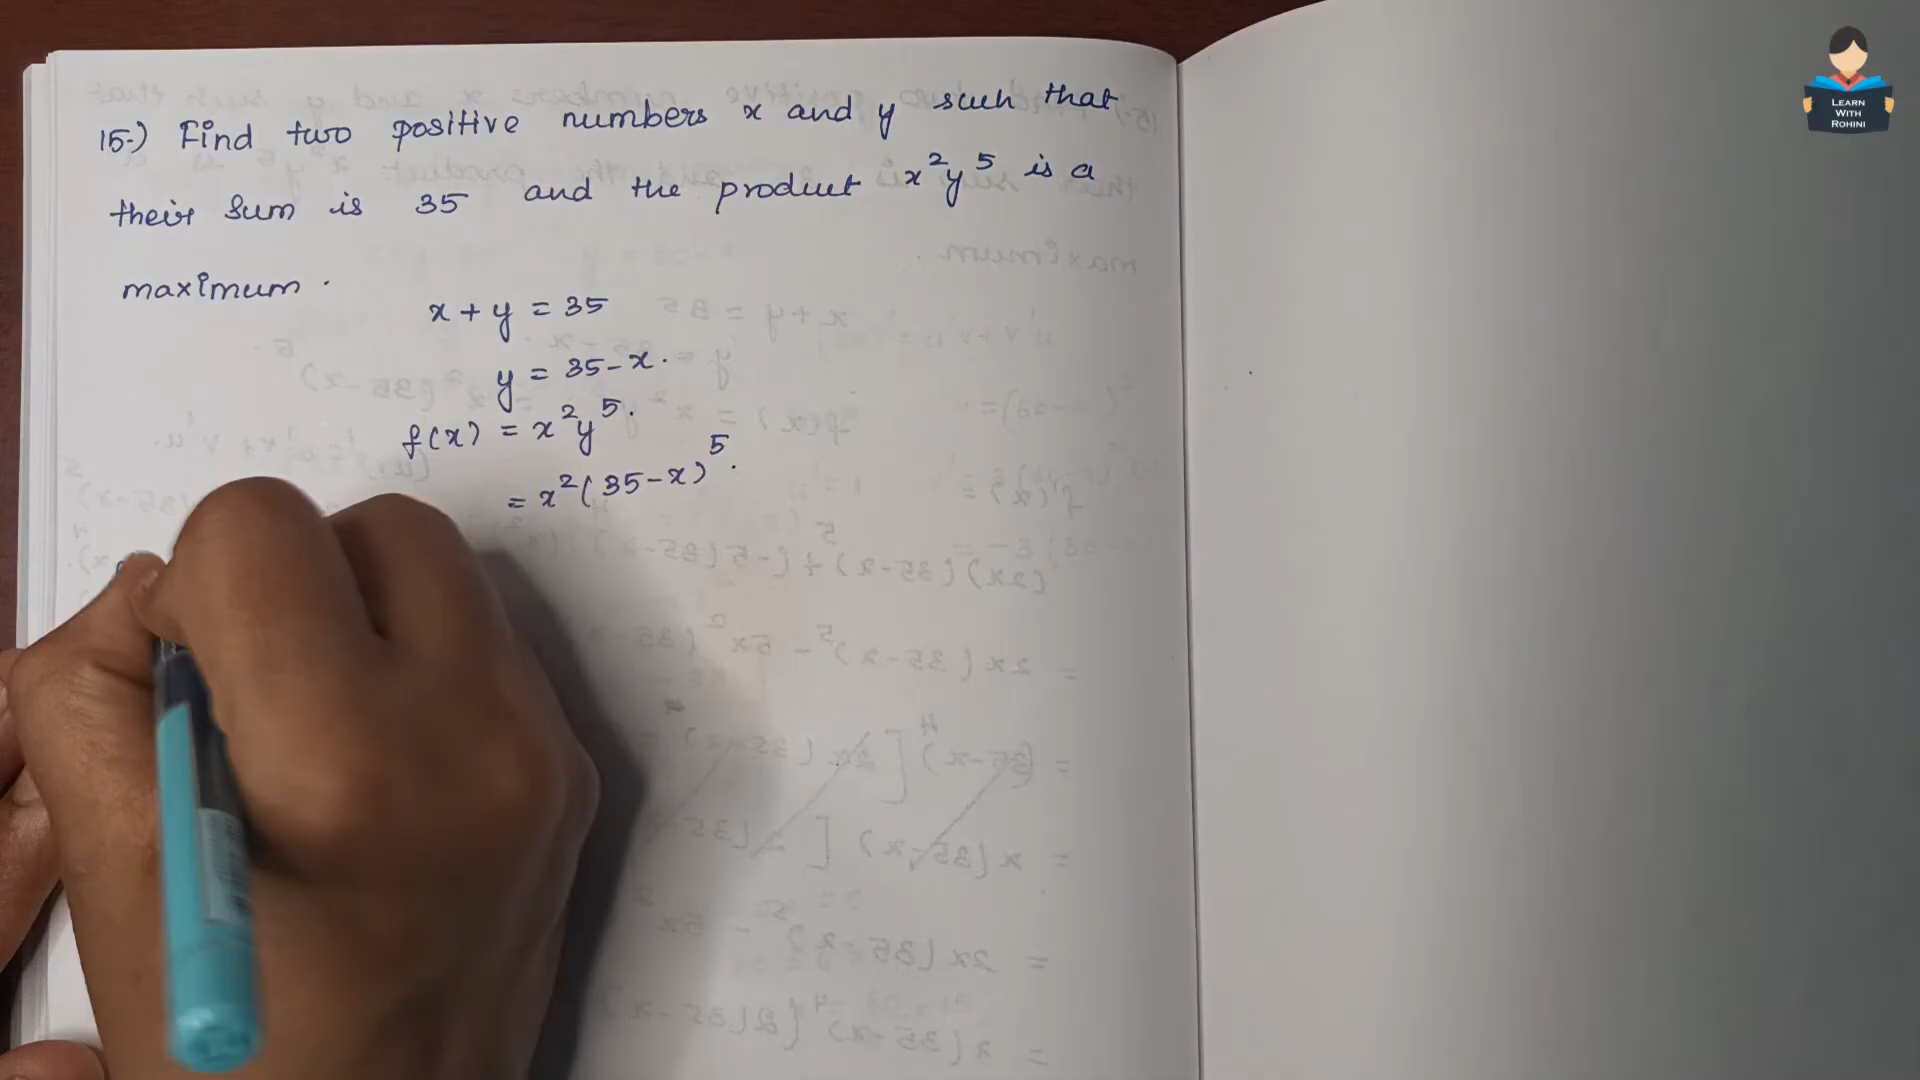 15.) Find two positive numbers x and y such that
their sum is 35 and the product x²y⁵ is a
maximum.
x + y = 35
y = 35 - x.
f(x) = x²y⁵.
= x²(35-x)⁵.
LEARN
WITH
ROHINI